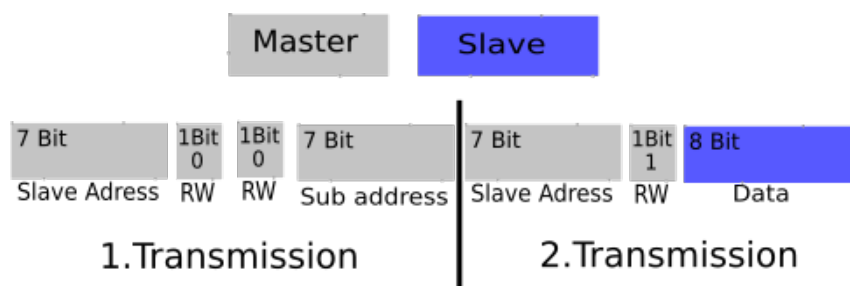 Master
Slave
7 Bit
1Bit
0
1Bit
0
7 Bit
7 Bit
1Bit
1
8 Bit
Slave Adress
RW
RW
Sub address
Slave Adress
RW
Data
1.Transmission
2.Transmission